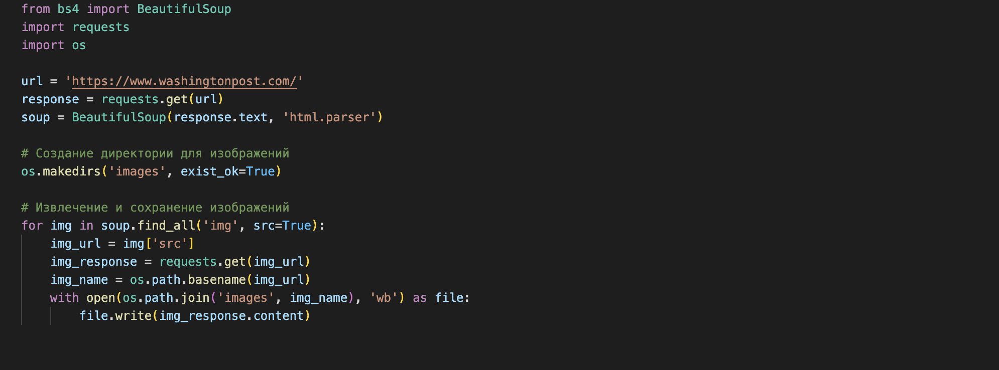 from bs4 import BeautifulSoup
import requests
import os
url = 'https://www.washingtonpost.com/'
response = requests.get(url)
soup = BeautifulSoup(response.text, 'html.parser')
# Создание директории для изображений
os.makedirs('images', exist_ok=True)
# Извлечение и сохранение изображений
for img in soup.find_all('img', src=True):
    img_url = img['src']
    img_response = requests.get(img_url)
    img_name = os.path.basename(img_url)
    with open(os.path.join('images', img_name), 'wb') as file:
        file.write(img_response.content)